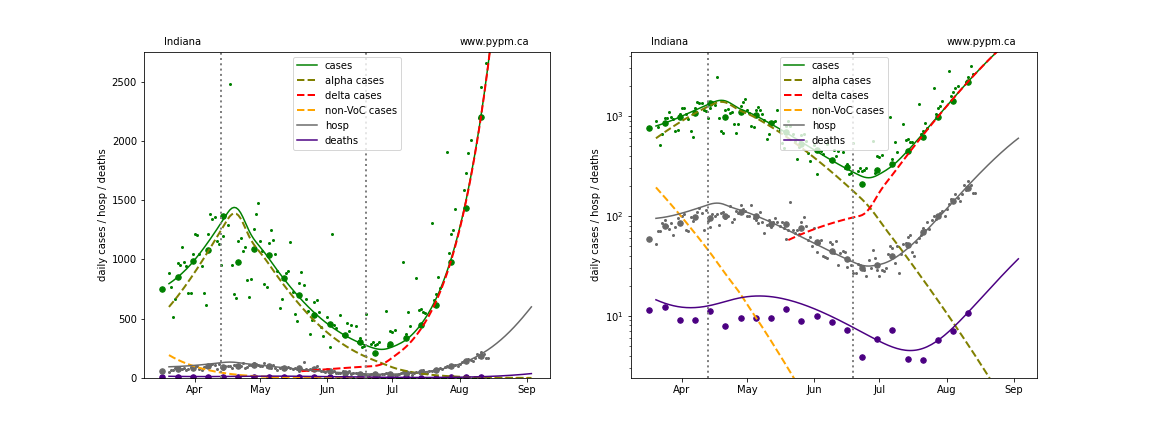 Indiana www.pypm.ca
cases
alpha cases
delta cases
non-VoC cases
hosp
deaths
daily cases / hosp / deaths
2500
2000
1500
1000
500
0
Apr May Jun Jul Aug Sep
Indiana www.pypm.ca
cases
alpha cases
delta cases
non-VoC cases
hosp
deaths
daily cases / hosp / deaths
10³
10²
10¹
Apr May Jun Jul Aug Sep